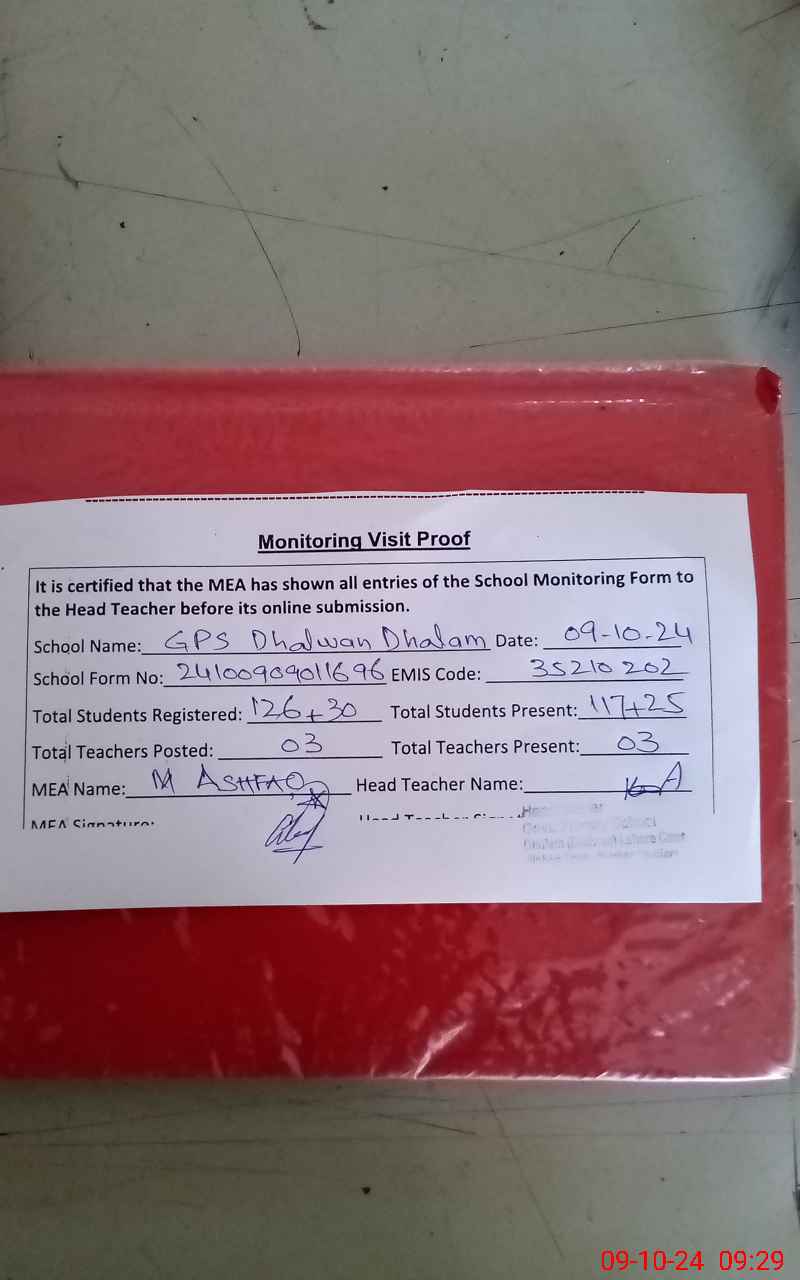 Monitoring Visit Proof
It is certified that the MEA has shown all entries of the School Monitoring Form to
the Head Teacher before its online submission.
School Name: GPS Dhalwan Dhalam Date: 09-10-24
School Form No: 24100909011696 EMIS Code: 35210202
Total Students Registered: 126+30 Total Students Present: 117+25
Total Teachers Posted: 03 Total Teachers Present: 03
MEA Name: M ASHFAQ Head Teacher Name:
MEA Signature:
09-10-24 09:29